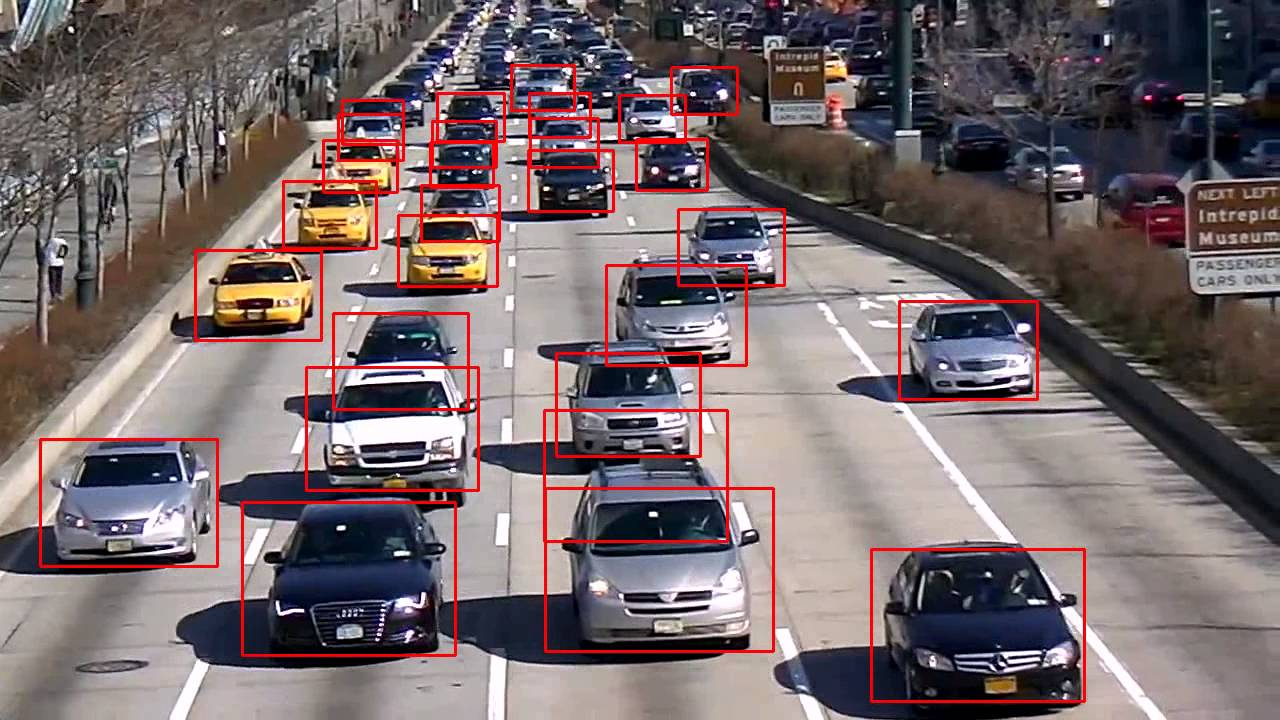 Intrepid
Museum
PASSENGER
CARS ONLY
NEXT LEFT
Intrepid
Museum
PASSENGER
CARS ONLY